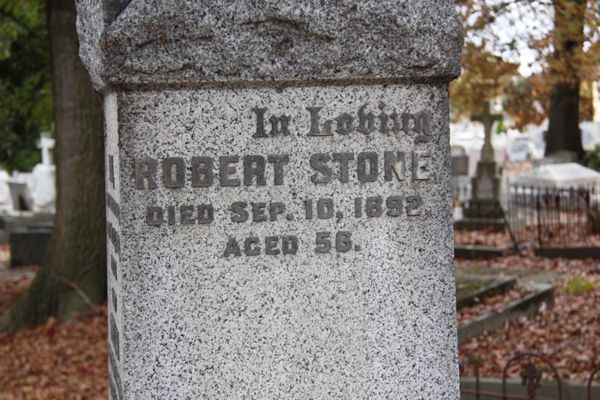 In Loving
ROBERT STONE
DIED SEP. 10, 1892.
AGED 56.